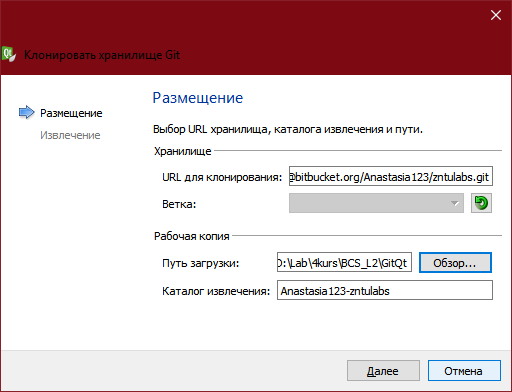 Qt Клонировать хранилище Git
Размещение
Размещение
Извлечение
Выбор URL хранилища, каталога извлечения и пути.
Хранилище
URL для клонирования: @bitbucket.org/Anastasia123/zntulabs.git
Ветка:
Рабочая копия
Путь загрузки: D:\Lab\4kurs\BCS_L2\GitQt Обзор...
Каталог извлечения: Anastasia123-zntulabs
Далее Отмена